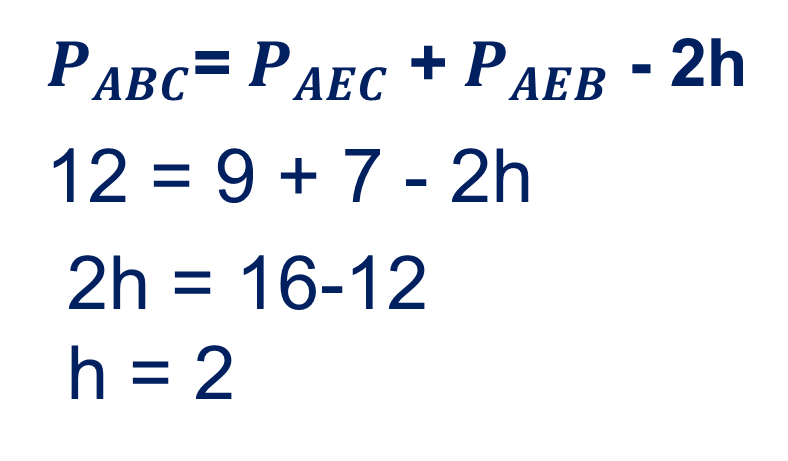 P_ABC = P_AEC + P_AEB - 2h
12 = 9 + 7 - 2h
2h = 16-12
h = 2